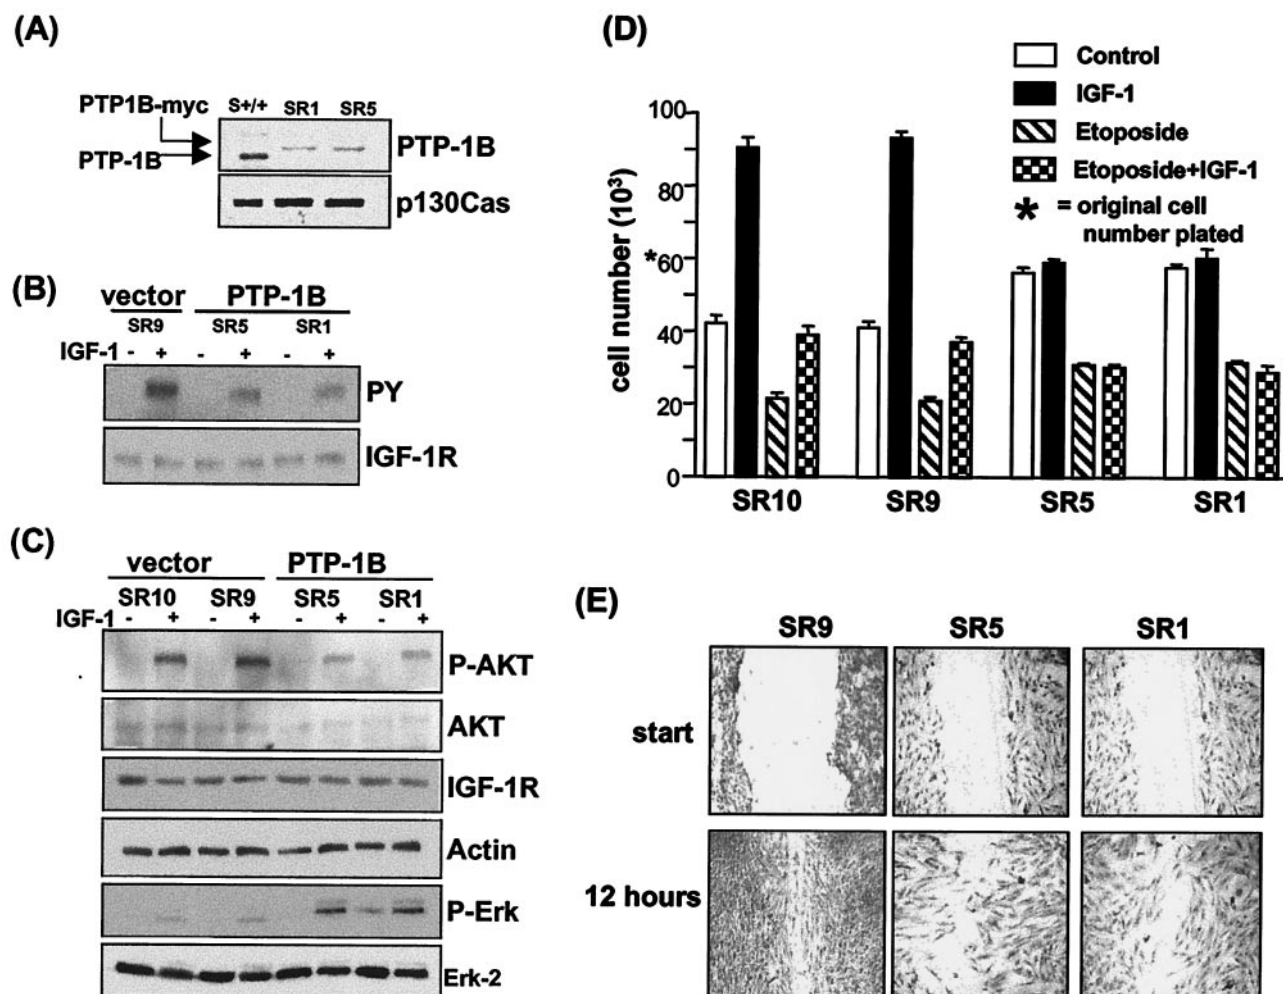 (A)
S+/+ SR1 SR5
PTP1B-myc
PTP-1B
PTP-1B
p130Cas
(B)
vector PTP-1B
SR9 SR5 SR1
IGF-1 - + - + - +
PY
IGF-1R
(C)
vector PTP-1B
SR10 SR9 SR5 SR1
IGF-1 - + - + - + - +
P-AKT
AKT
IGF-1R
Actin
P-Erk
Erk-2
(D)
Control
IGF-1
Etoposide
Etoposide+IGF-1
* = original cell
number plated
cell number (10³)
100
80
*
60
40
20
0
SR10 SR9 SR5 SR1
(E)
SR9 SR5 SR1
start
12 hours